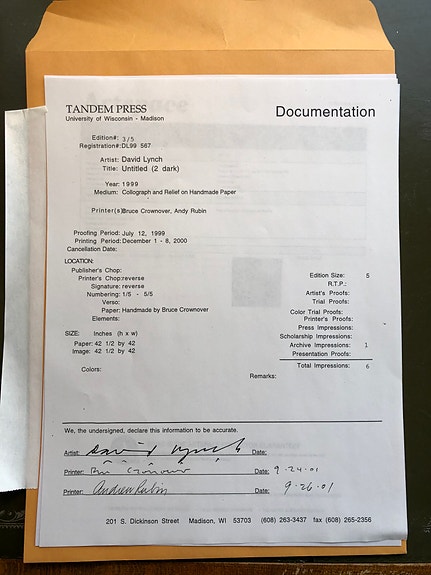 TANDEM PRESS
University of Wisconsin - Madison
Documentation
Edition#: 3/5
Registration#: DL99 567
Artist: David Lynch
Title: Untitled (2 dark)
Year: 1999
Medium: Collograph and Relief on Handmade Paper
Printer(s) Bruce Crownover, Andy Rubin
Proofing Period: July 12, 1999
Printing Period: December 1 - 8, 2000
Cancellation Date:
LOCATION:
Publisher's Chop:
Printer's Chop: reverse
Signature: reverse
Numbering: 1/5 - 5/5
Verso:
Paper: Handmade by Bruce Crownover
Elements:
SIZE: Inches (h x w)
Paper: 42 1/2 by 42
Image: 42 1/2 by 42
Colors:
Edition Size: 5
R.T.P.:
Artist's Proofs:
Trial Proofs:
Color Trial Proofs:
Printer's Proofs:
Press Impressions:
Scholarship Impressions:
Archive Impressions: 1
Presentation Proofs:
Total Impressions: 6
Remarks:
We, the undersigned, declare this information to be accurate.
Artist: David Lynch Date:
Printer: Bruce Crownover Date: 9-24-01
Printer: Andrew Rubin Date: 9-26-01
201 S. Dickinson Street Madison, WI 53703 (608) 263-3437 fax (608) 265-2356